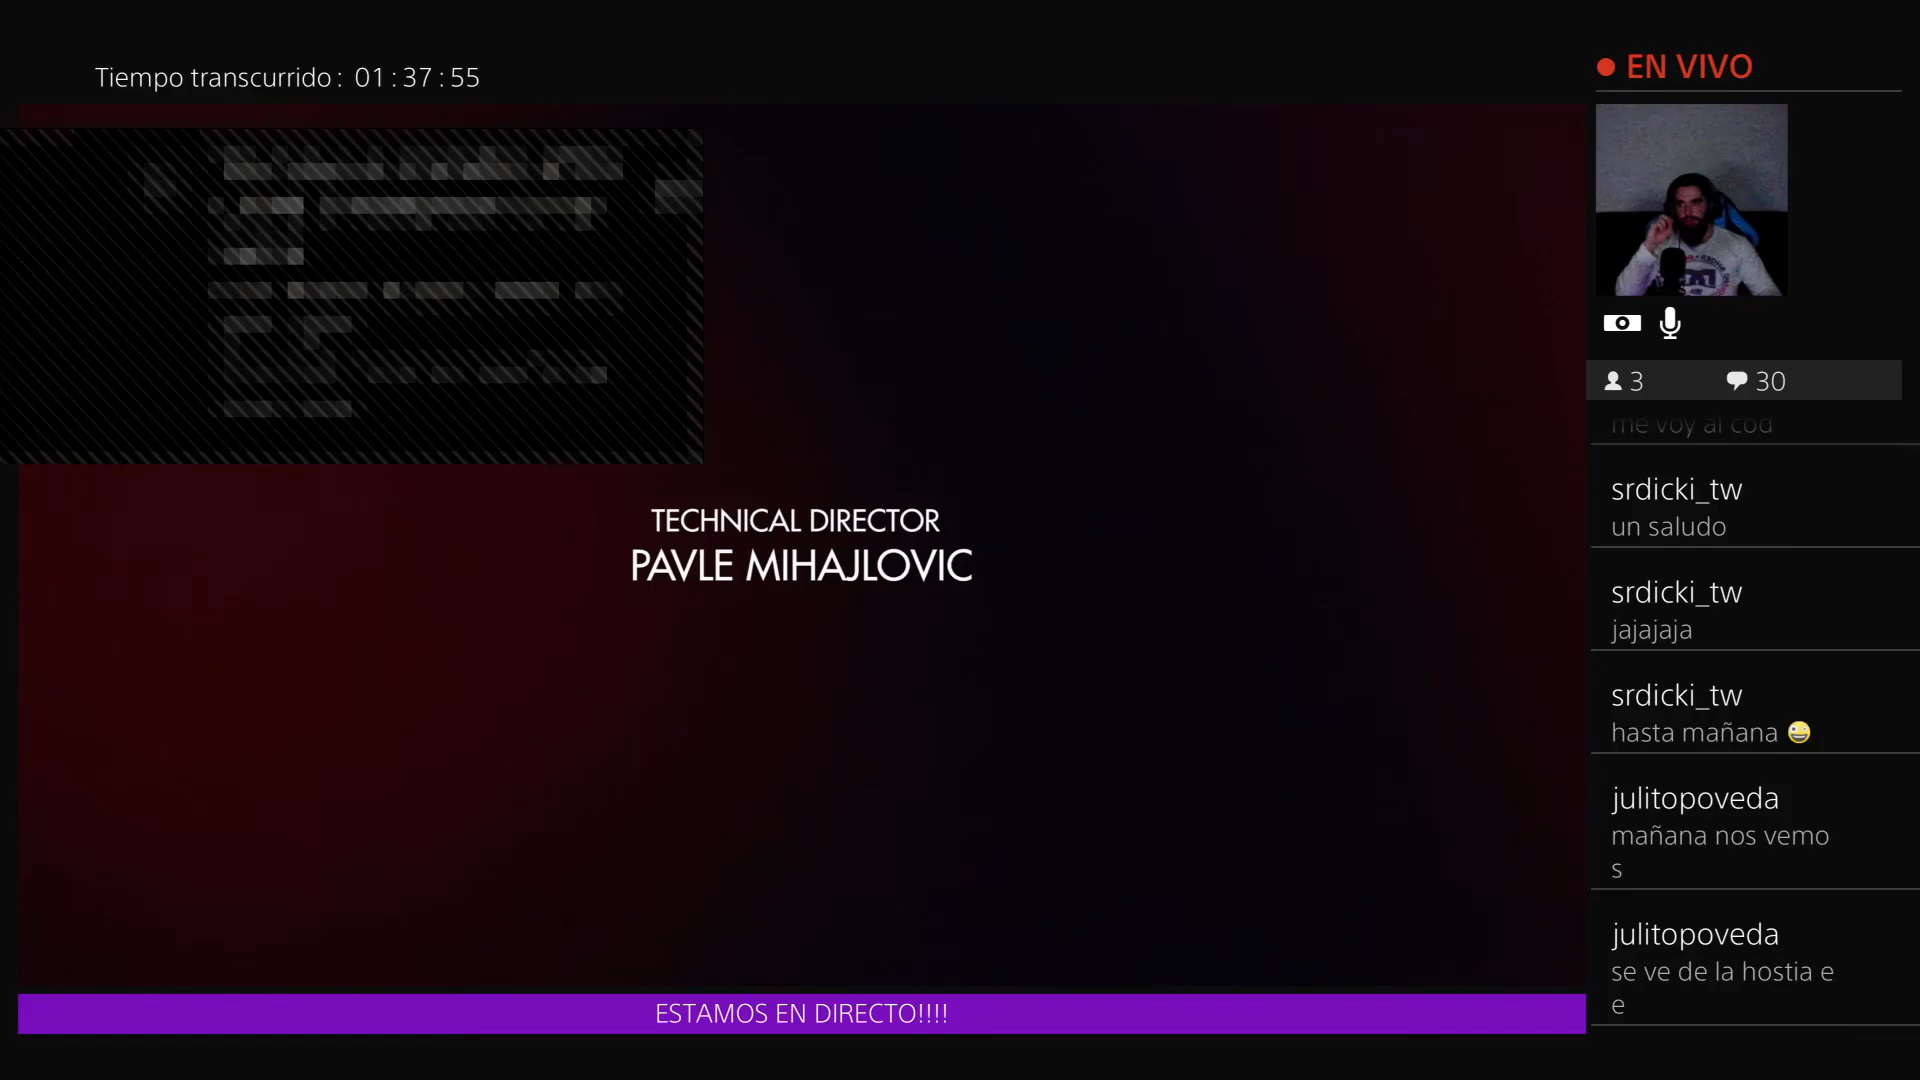 Tiempo transcurrido: 01:37:55
EN VIVO
3
30
me voy al cod
srdicki_tw
un saludo
srdicki_tw
jajajaja
srdicki_tw
hasta mañana 😜
julitopoveda
mañana nos vemo
s
julitopoveda
se ve de la hostia e
e
TECHNICAL DIRECTOR
PAVLE MIHAJLOVIC
ESTAMOS EN DIRECTO!!!!